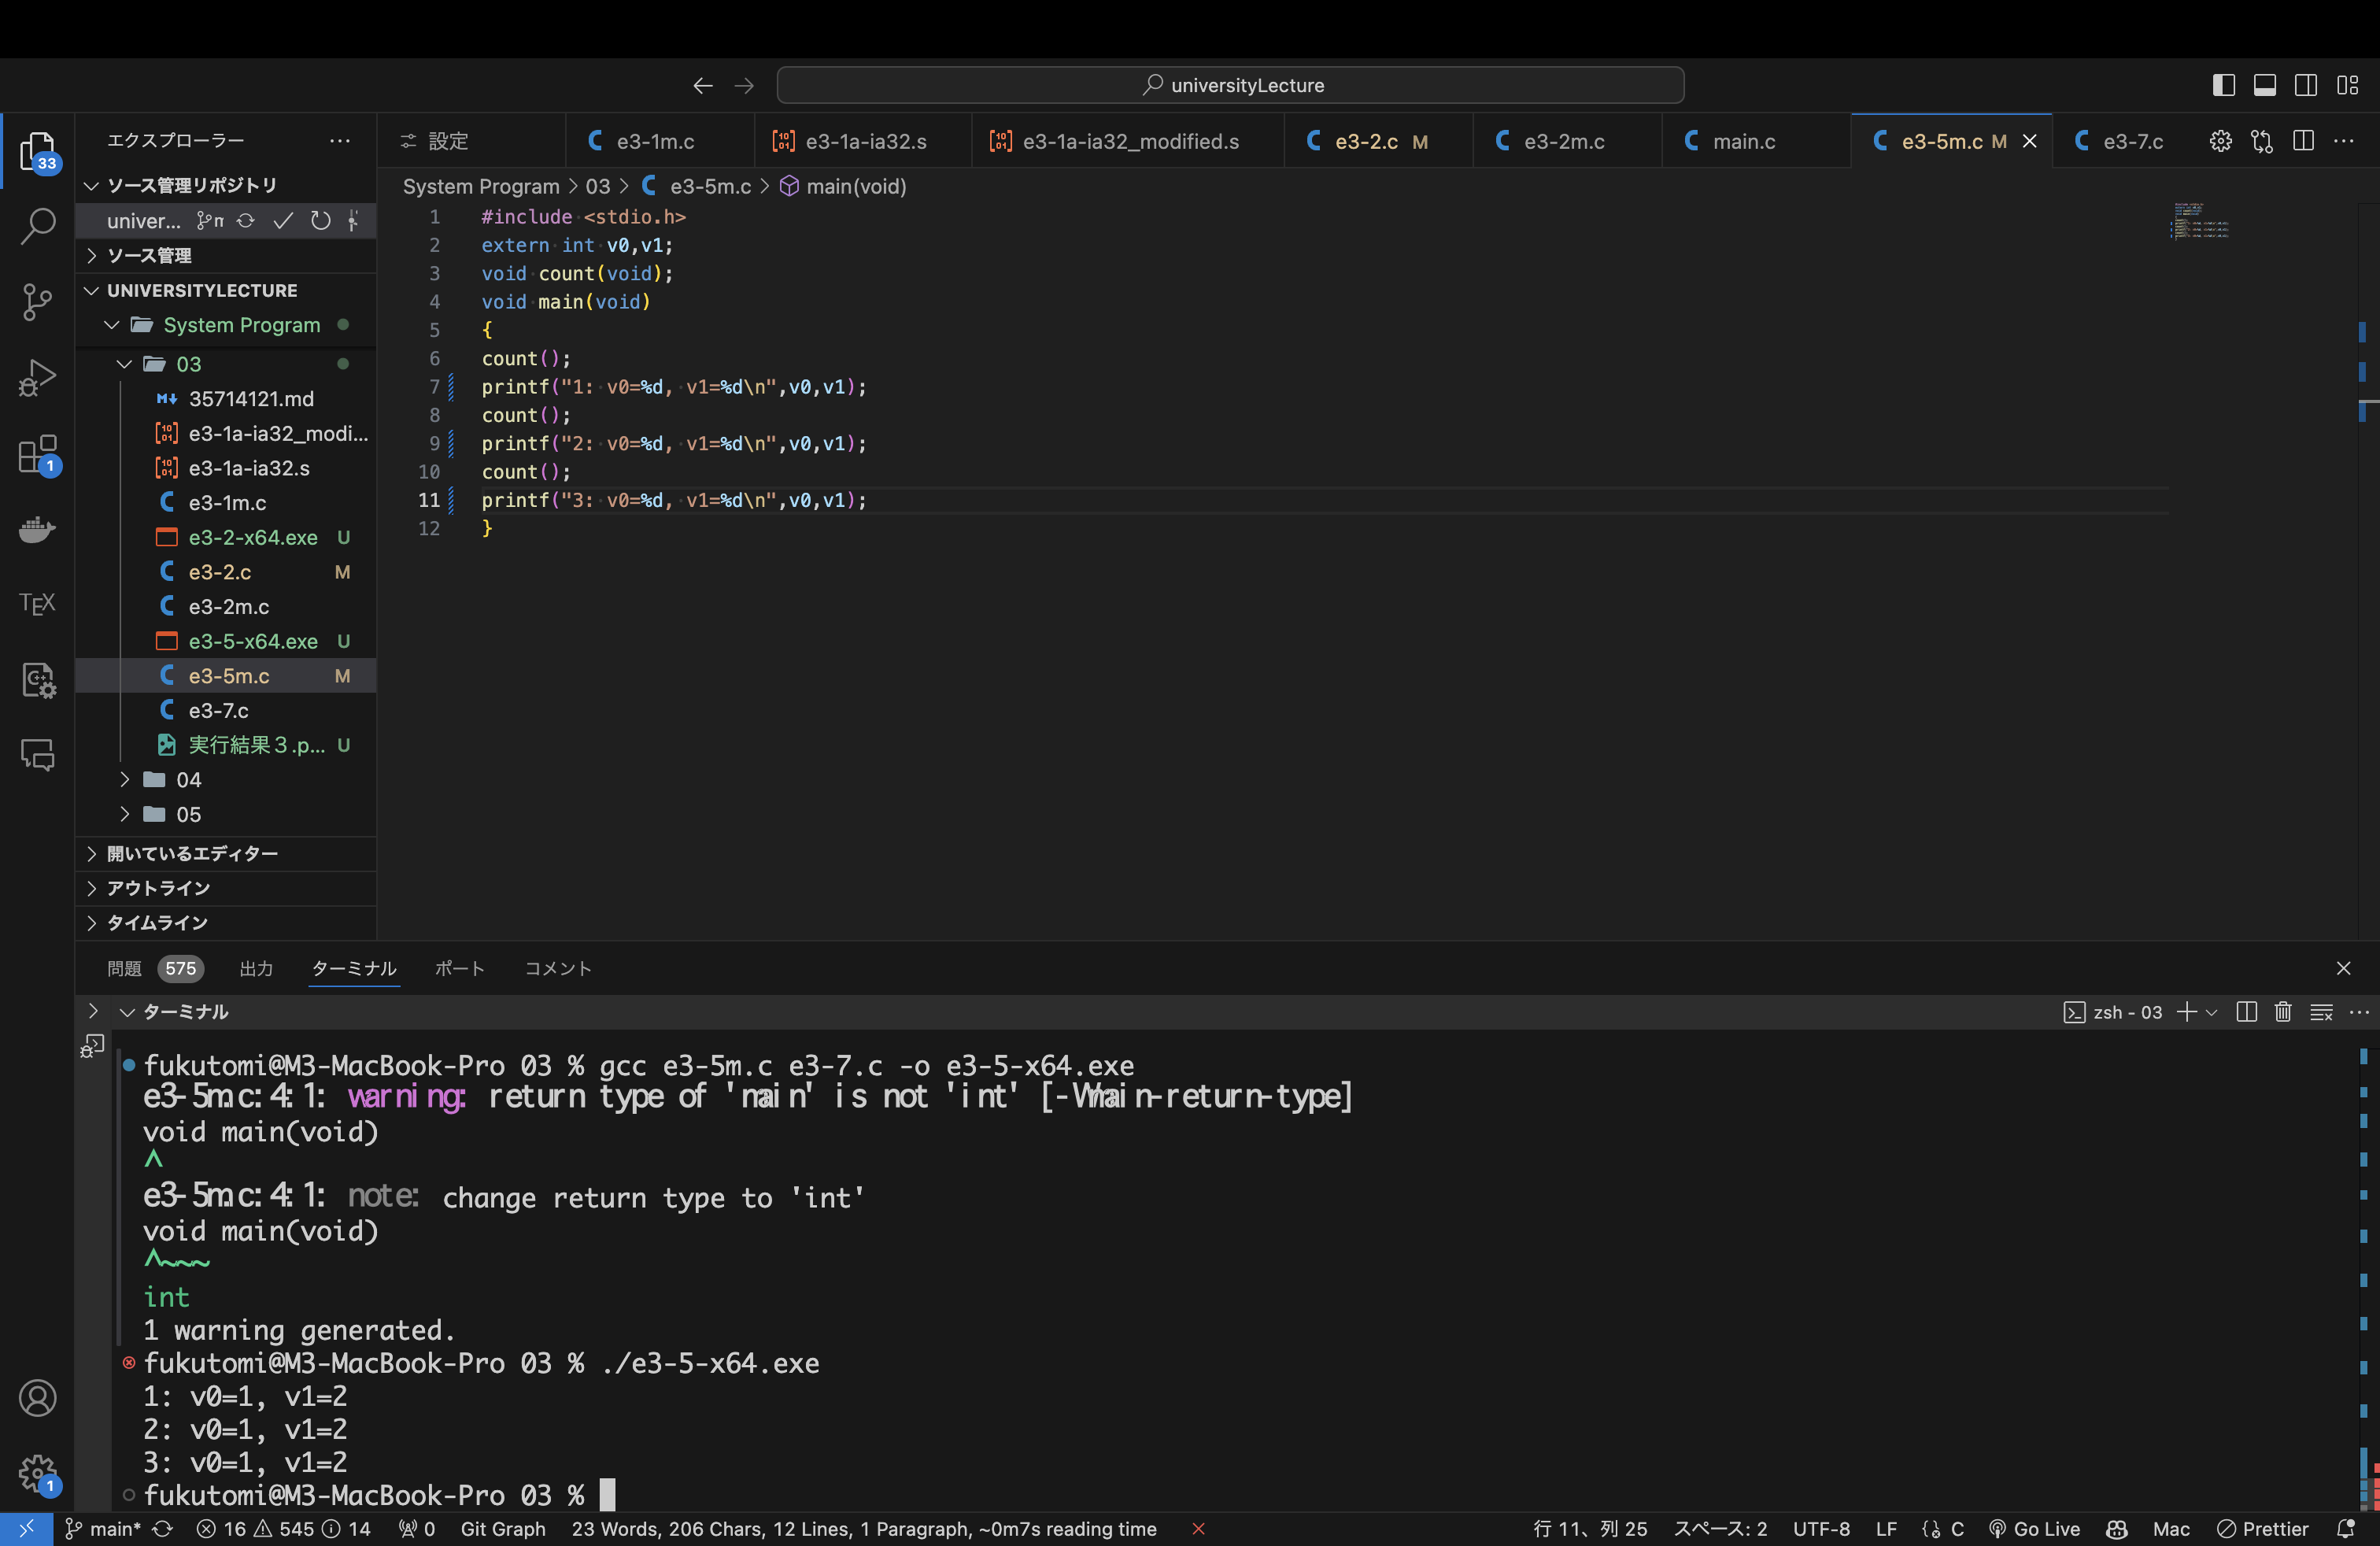 universityLecture
33
1
TEX
1
エクスプローラー
ソース管理リポジトリ
univer...
ソース管理
UNIVERSITYLECTURE
System Program
03
35714121.md
e3-1a-ia32_modi...
e3-1a-ia32.s
e3-1m.c
e3-2-x64.exe U
e3-2.c M
e3-2m.c
e3-5-x64.exe U
e3-5m.c M
e3-7.c
実行結果３.p... U
04
05
開いているエディター
アウトライン
タイムライン
設定 e3-1m.c e3-1a-ia32.s e3-1a-ia32_modified.s e3-2.c M e3-2m.c main.c e3-5m.c M e3-7.c
System Program > 03 > e3-5m.c > main(void)
1 #include <stdio.h>
2 extern int v0,v1;
3 void count(void);
4 void main(void)
5 {
6 count();
7 printf("1: v0=%d, v1=%d\n",v0,v1);
8 count();
9 printf("2: v0=%d, v1=%d\n",v0,v1);
10 count();
11 printf("3: v0=%d, v1=%d\n",v0,v1);
12 }
問題 575 出力 ターミナル ポート コメント
ターミナル zsh - 03
fukutomi@M3-MacBook-Pro 03 % gcc e3-5m.c e3-7.c -o e3-5-x64.exe
e3-5m.c:4:1: warning: return type of 'main' is not 'int' [-Wmain-return-type]
void main(void)
^
e3-5m.c:4:1: note: change return type to 'int'
void main(void)
^~~~
int
1 warning generated.
fukutomi@M3-MacBook-Pro 03 % ./e3-5-x64.exe
1: v0=1, v1=2
2: v0=1, v1=2
3: v0=1, v1=2
fukutomi@M3-MacBook-Pro 03 %
main* 16 545 14 0 Git Graph 23 Words, 206 Chars, 12 Lines, 1 Paragraph, ~0m7s reading time 行 11、列 25 スペース: 2 UTF-8 LF C Go Live Mac Prettier